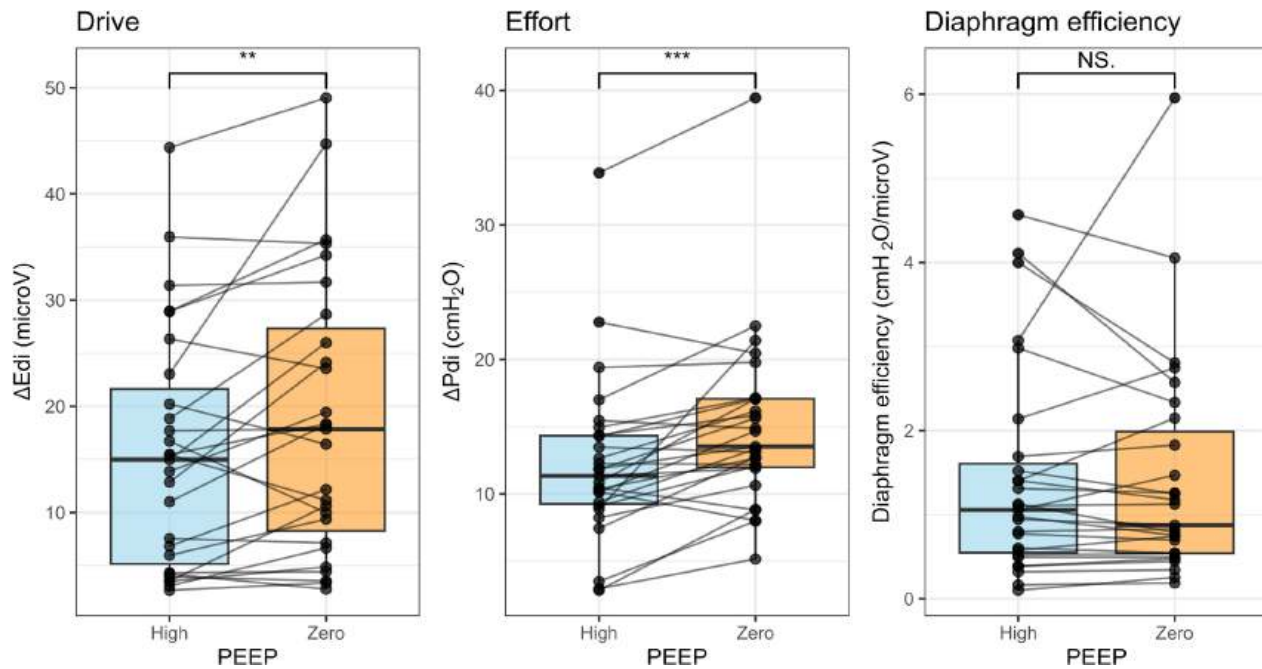 Drive
**
50
40
30
20
10
ΔEdi (microV)
High
Zero
PEEP
Effort
***
40
30
20
10
ΔPdi (cmH₂O)
High
Zero
PEEP
Diaphragm efficiency
NS.
6
4
2
0
Diaphragm efficiency (cmH₂O/microV)
High
Zero
PEEP